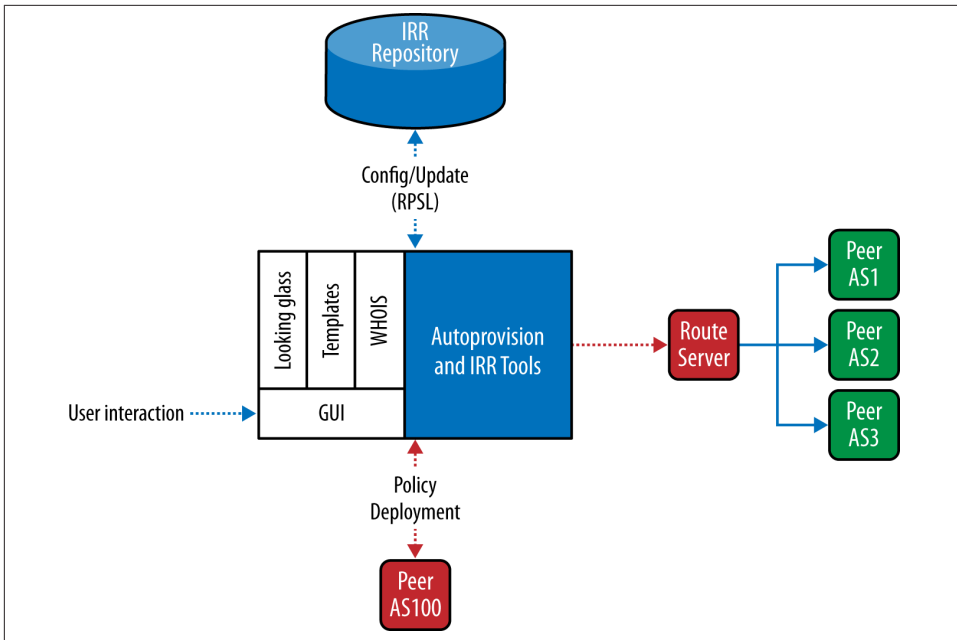 IRR
Repository
Config/Update
(RPSL)
Looking glass
Templates
WHOIS
Autoprovision
and IRR Tools
GUI
User interaction
Route
Server
Peer
AS1
Peer
AS2
Peer
AS3
Policy
Deployment
Peer
AS100